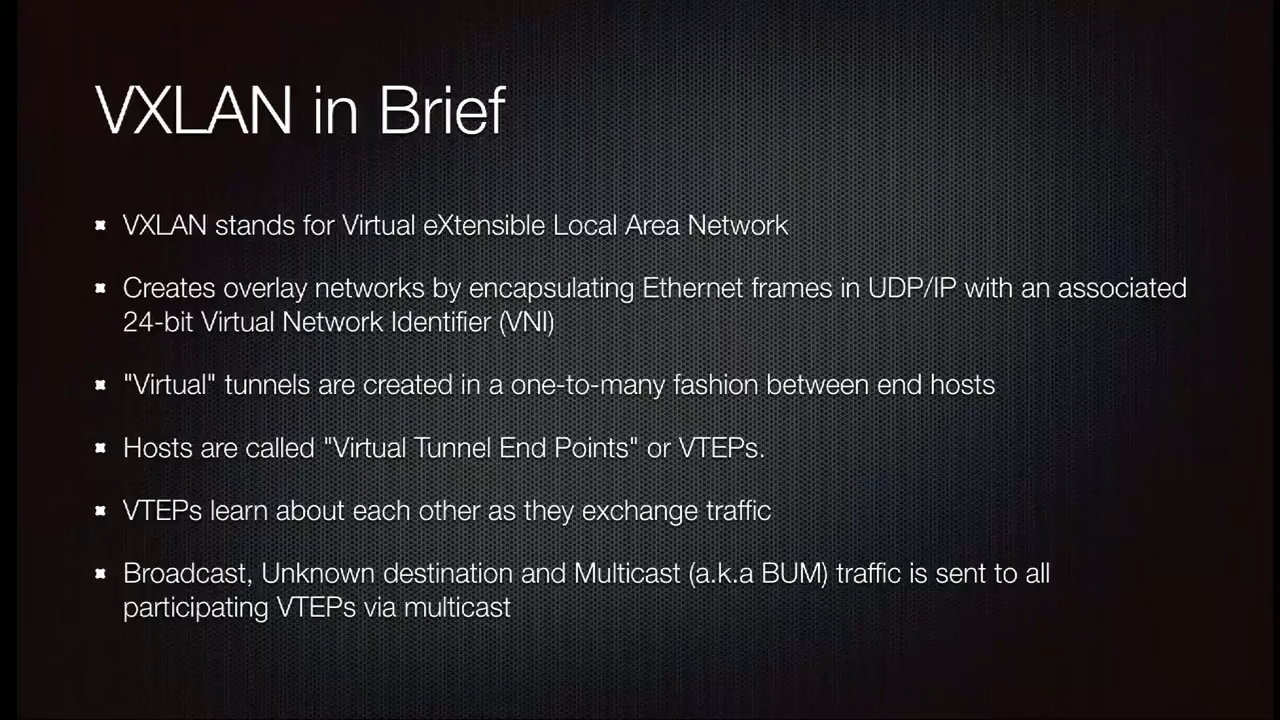 VXLAN in Brief
VXLAN stands for Virtual eXtensible Local Area Network
Creates overlay networks by encapsulating Ethernet frames in UDP/IP with an associated
24-bit Virtual Network Identifier (VNI)
"Virtual" tunnels are created in a one-to-many fashion between end hosts
Hosts are called "Virtual Tunnel End Points" or VTEPs.
VTEPs learn about each other as they exchange traffic
Broadcast, Unknown destination and Multicast (a.k.a BUM) traffic is sent to all
participating VTEPs via multicast